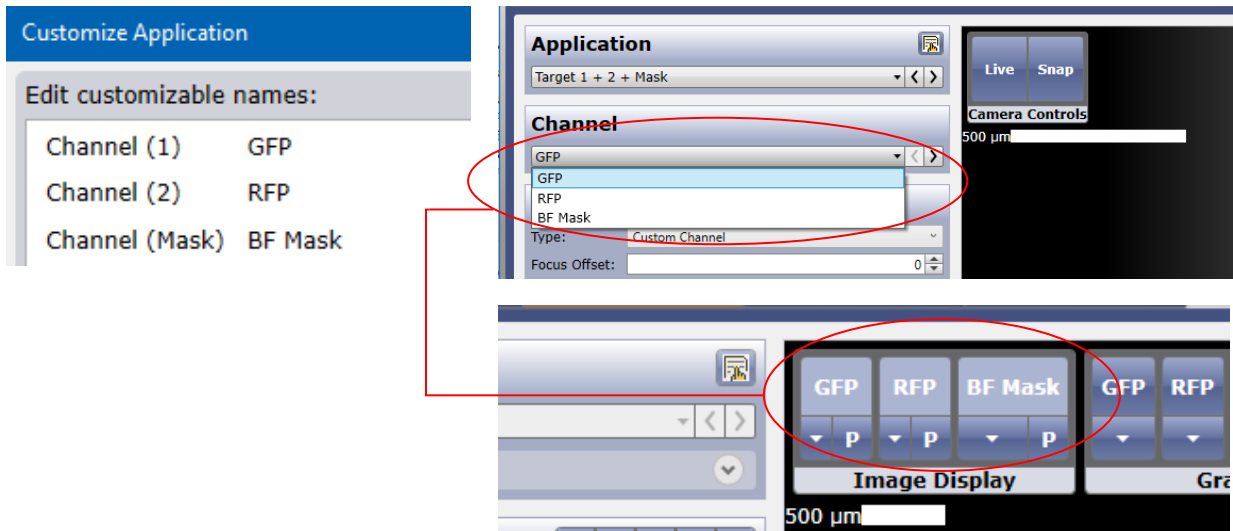 Customize Application
Edit customizable names:
Channel (1) GFP
Channel (2) RFP
Channel (Mask) BF Mask
Application
Target 1 + 2 + Mask
Channel
GFP
GFP
RFP
BF Mask
Type: Custom Channel
Focus Offset: 0
Live Snap
Camera Controls
500 µm
GFP RFP BF Mask GFP RFP
P P P
Image Display Gra
500 µm